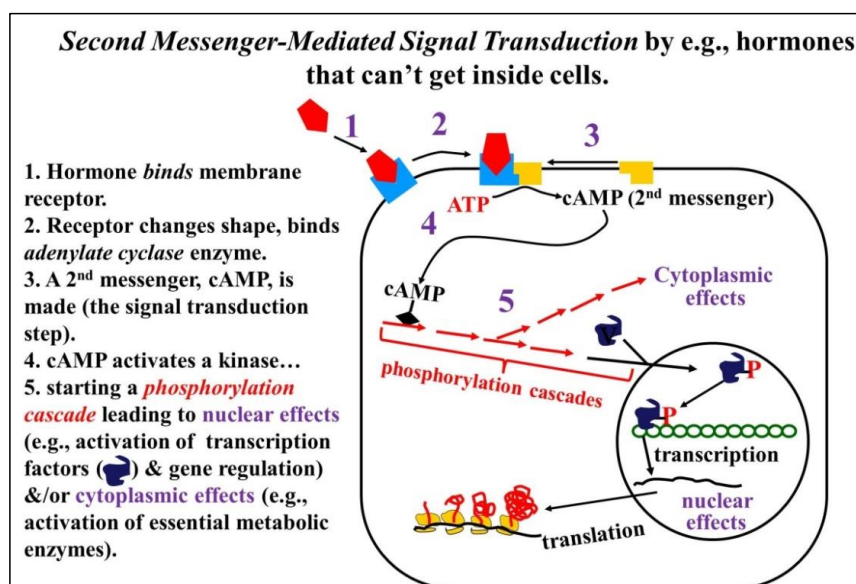 Second Messenger-Mediated Signal Transduction by e.g., hormones
that can't get inside cells.
1. Hormone binds membrane
receptor.
2. Receptor changes shape, binds
adenylate cyclase enzyme.
3. A 2nd messenger, cAMP, is
made (the signal transduction
step).
4. cAMP activates a kinase…
5. starting a phosphorylation
cascade leading to nuclear effects
(e.g., activation of transcription
factors ( ) & gene regulation)
&/or cytoplasmic effects (e.g.,
activation of essential metabolic
enzymes).
1
2
3
ATP
cAMP (2nd messenger)
4
cAMP
5
Cytoplasmic
effects
phosphorylation cascades
P
P
transcription
nuclear
effects
translation